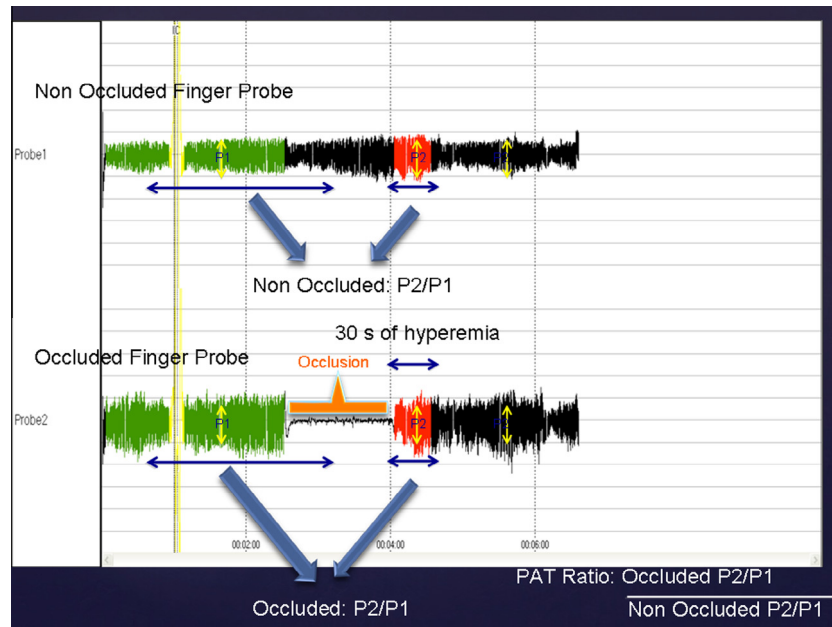 IC
Non Occluded Finger Probe
Probe1
P1
P2
Non Occluded: P2/P1
30 s of hyperemia
Occluded Finger Probe
Occlusion
Probe2
P1
P2
00:02:00
00:04:00
00:06:00
PAT Ratio: Occluded P2/P1
Non Occluded P2/P1
Occluded: P2/P1